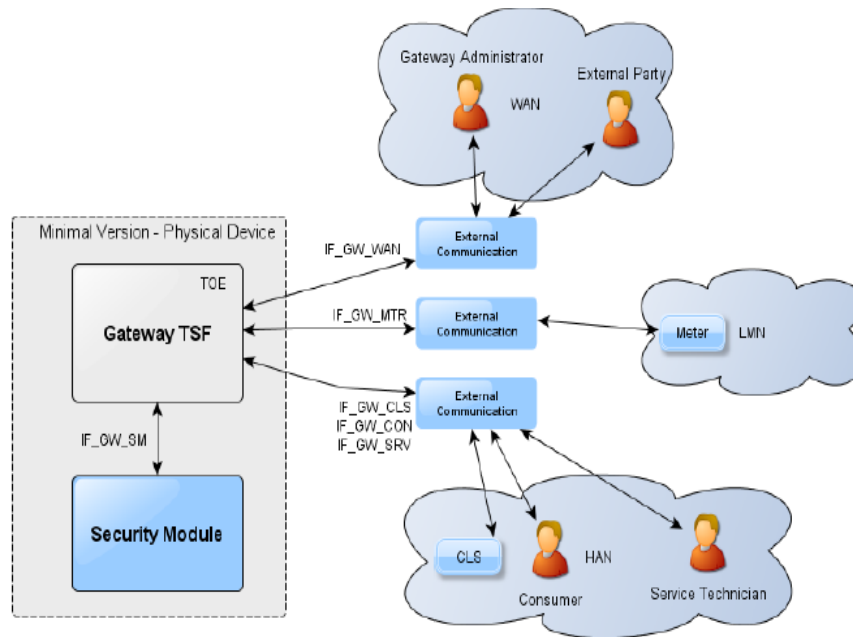 Gateway Administrator
External Party
WAN
Minimal Version - Physical Device
TOE
Gateway TSF
IF_GW_SM
Security Module
IF_GW_WAN
External
Communication
IF_GW_MTR
External
Communication
Meter
LMN
IF_GW_CLS
IF_GW_CON
IF_GW_SRV
External
Communication
CLS
HAN
Consumer
Service Technician